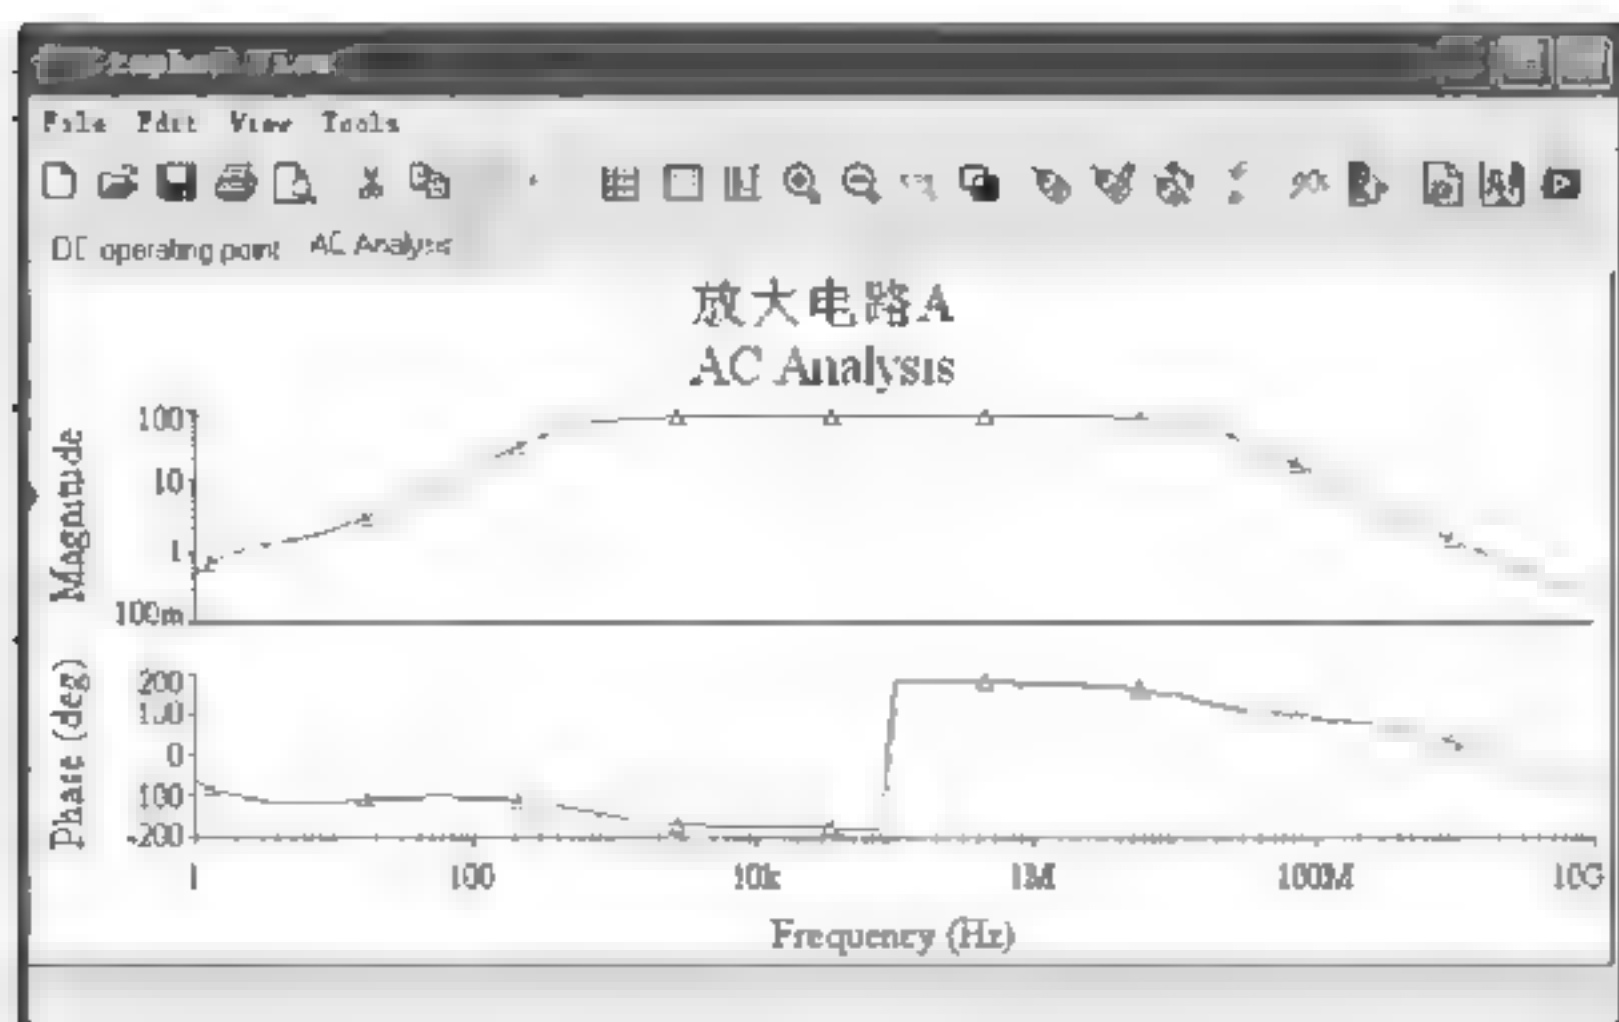 File Edit View Tools
DC operating point AC Analysis
放大电路A
AC Analysis
Magnitude
100
10
1
100m
Phase (deg)
200
100
0
-100
-200
1 100 10k 1M 100M 10G
Frequency (Hz)